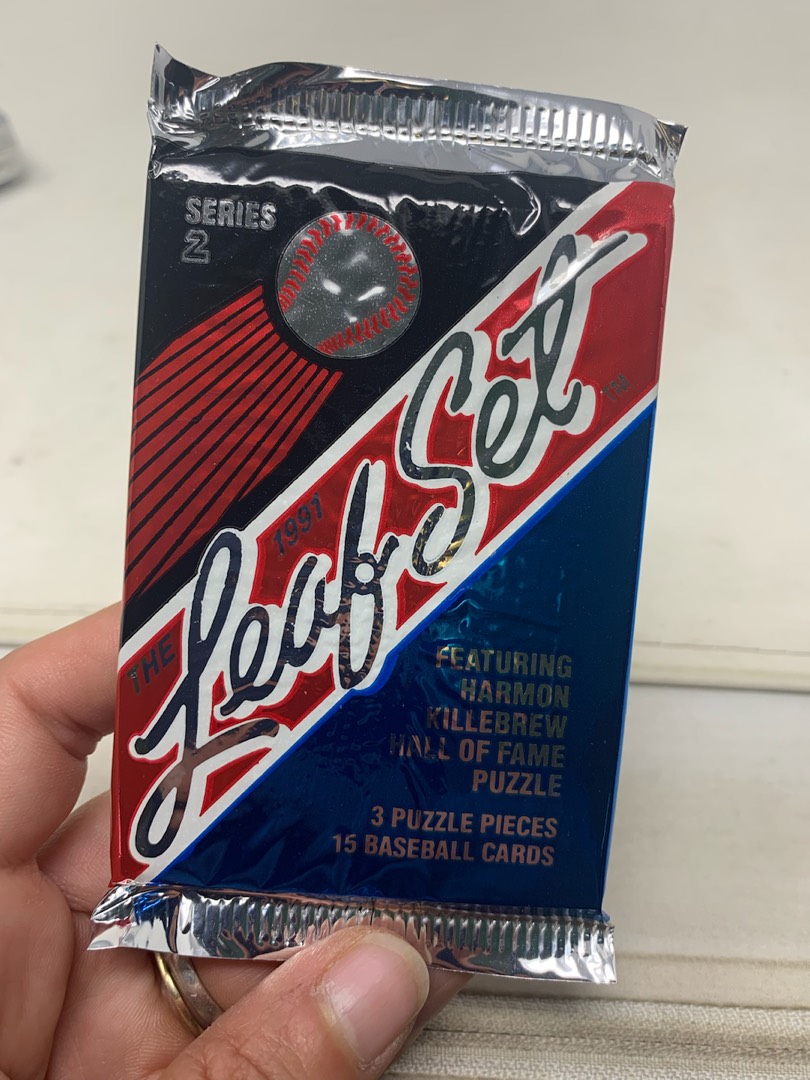 SERIES
2
THE 1991
Leaf Set TM
FEATURING
HARMON
KILLEBREW
HALL OF FAME
PUZZLE
3 PUZZLE PIECES
15 BASEBALL CARDS